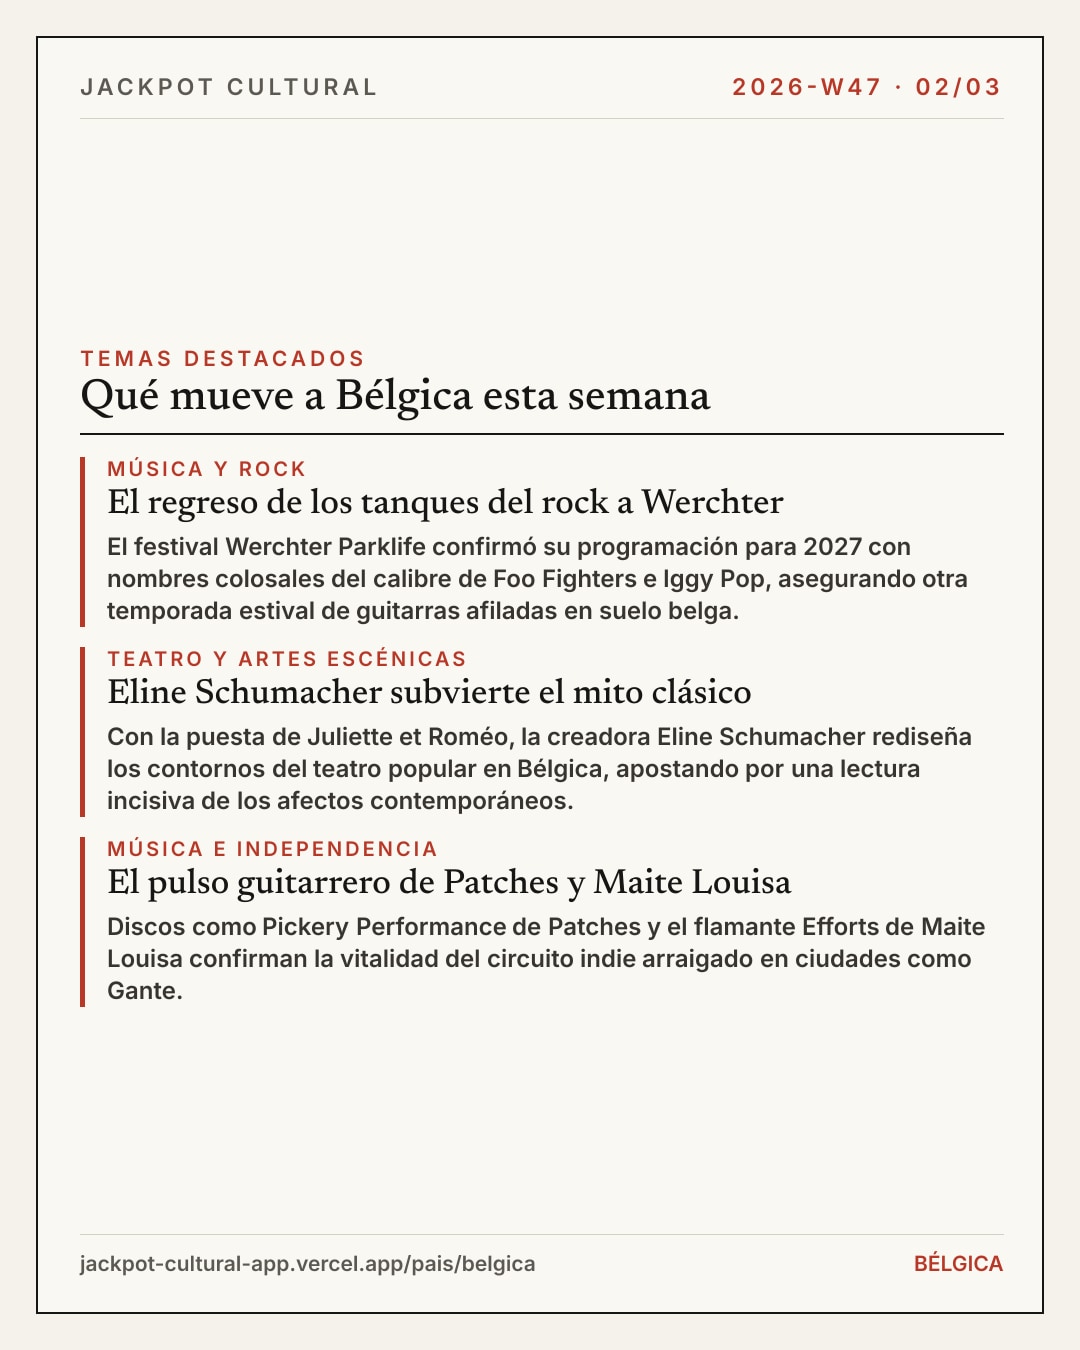 JACKPOT CULTURAL
2026-W47 · 02/03
TEMAS DESTACADOS
Qué mueve a Bélgica esta semana
MÚSICA Y ROCK
El regreso de los tanques del rock a Werchter
El festival Werchter Parklife confirmó su programación para 2027 con
nombres colosales del calibre de Foo Fighters e Iggy Pop, asegurando otra
temporada estival de guitarras afiladas en suelo belga.
TEATRO Y ARTES ESCÉNICAS
Eline Schumacher subvierte el mito clásico
Con la puesta de Juliette et Roméo, la creadora Eline Schumacher rediseña
los contornos del teatro popular en Bélgica, apostando por una lectura
incisiva de los afectos contemporáneos.
MÚSICA E INDEPENDENCIA
El pulso guitarrero de Patches y Maite Louisa
Discos como Pickery Performance de Patches y el flamante Efforts de Maite
Louisa confirman la vitalidad del circuito indie arraigado en ciudades como
Gante.
jackpot-cultural-app.vercel.app/pais/belgica
BÉLGICA